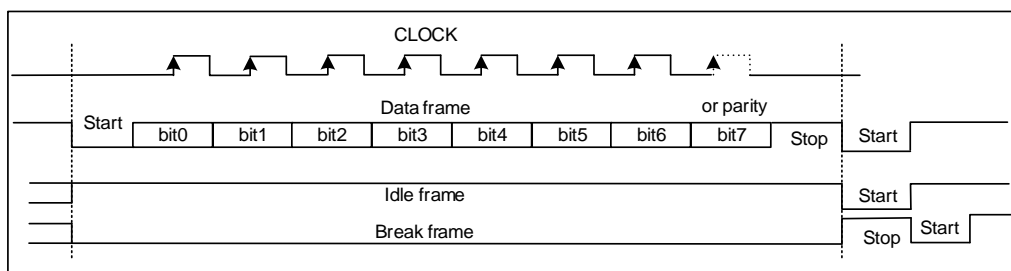 CLOCK
Data frame
or parity
Start bit0 bit1 bit2 bit3 bit4 bit5 bit6 bit7 Stop Start
Idle frame Start
Break frame Stop Start